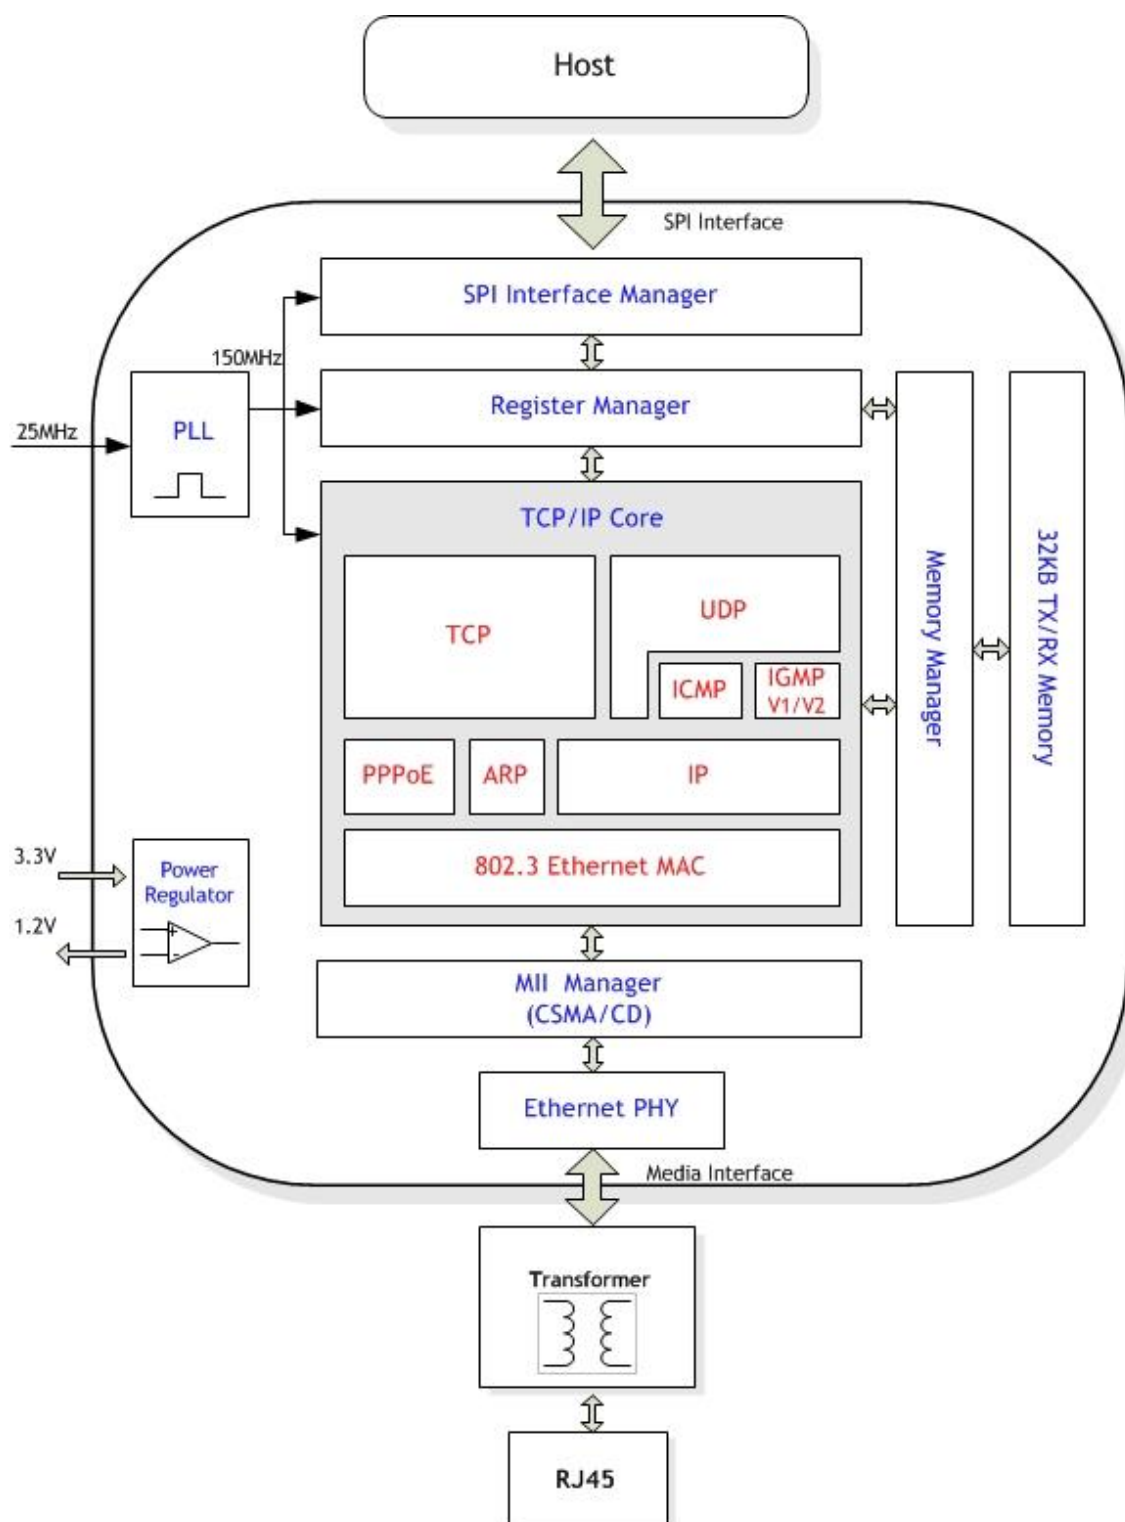 Host
SPI Interface
SPI Interface Manager
150MHz
Register Manager
PLL
25MHz
TCP/IP Core
TCP
UDP
ICMP
IGMP
V1/V2
PPPoE
ARP
IP
802.3 Ethernet MAC
Memory Manager
32KB TX/RX Memory
3.3V
1.2V
Power
Regulator
+
-
MII Manager
(CSMA/CD)
Ethernet PHY
Media Interface
Transformer
RJ45